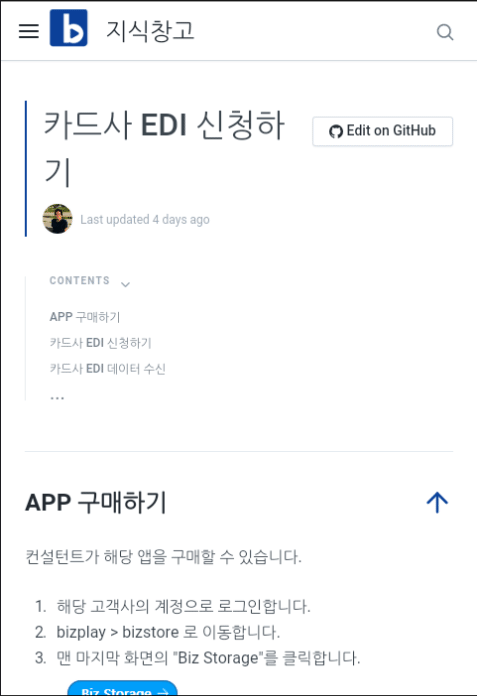 b 지식창고
카드사 EDI 신청하
기
Edit on GitHub
Last updated 4 days ago
CONTENTS
APP 구매하기
카드사 EDI 신청하기
카드사 EDI 데이터 수신
...
APP 구매하기
컨설턴트가 해당 앱을 구매할 수 있습니다.
1. 해당 고객사의 계정으로 로그인합니다.
2. bizplay > bizstore 로 이동합니다.
3. 맨 마지막 화면의 "Biz Storage"를 클릭합니다.
Biz Storage →